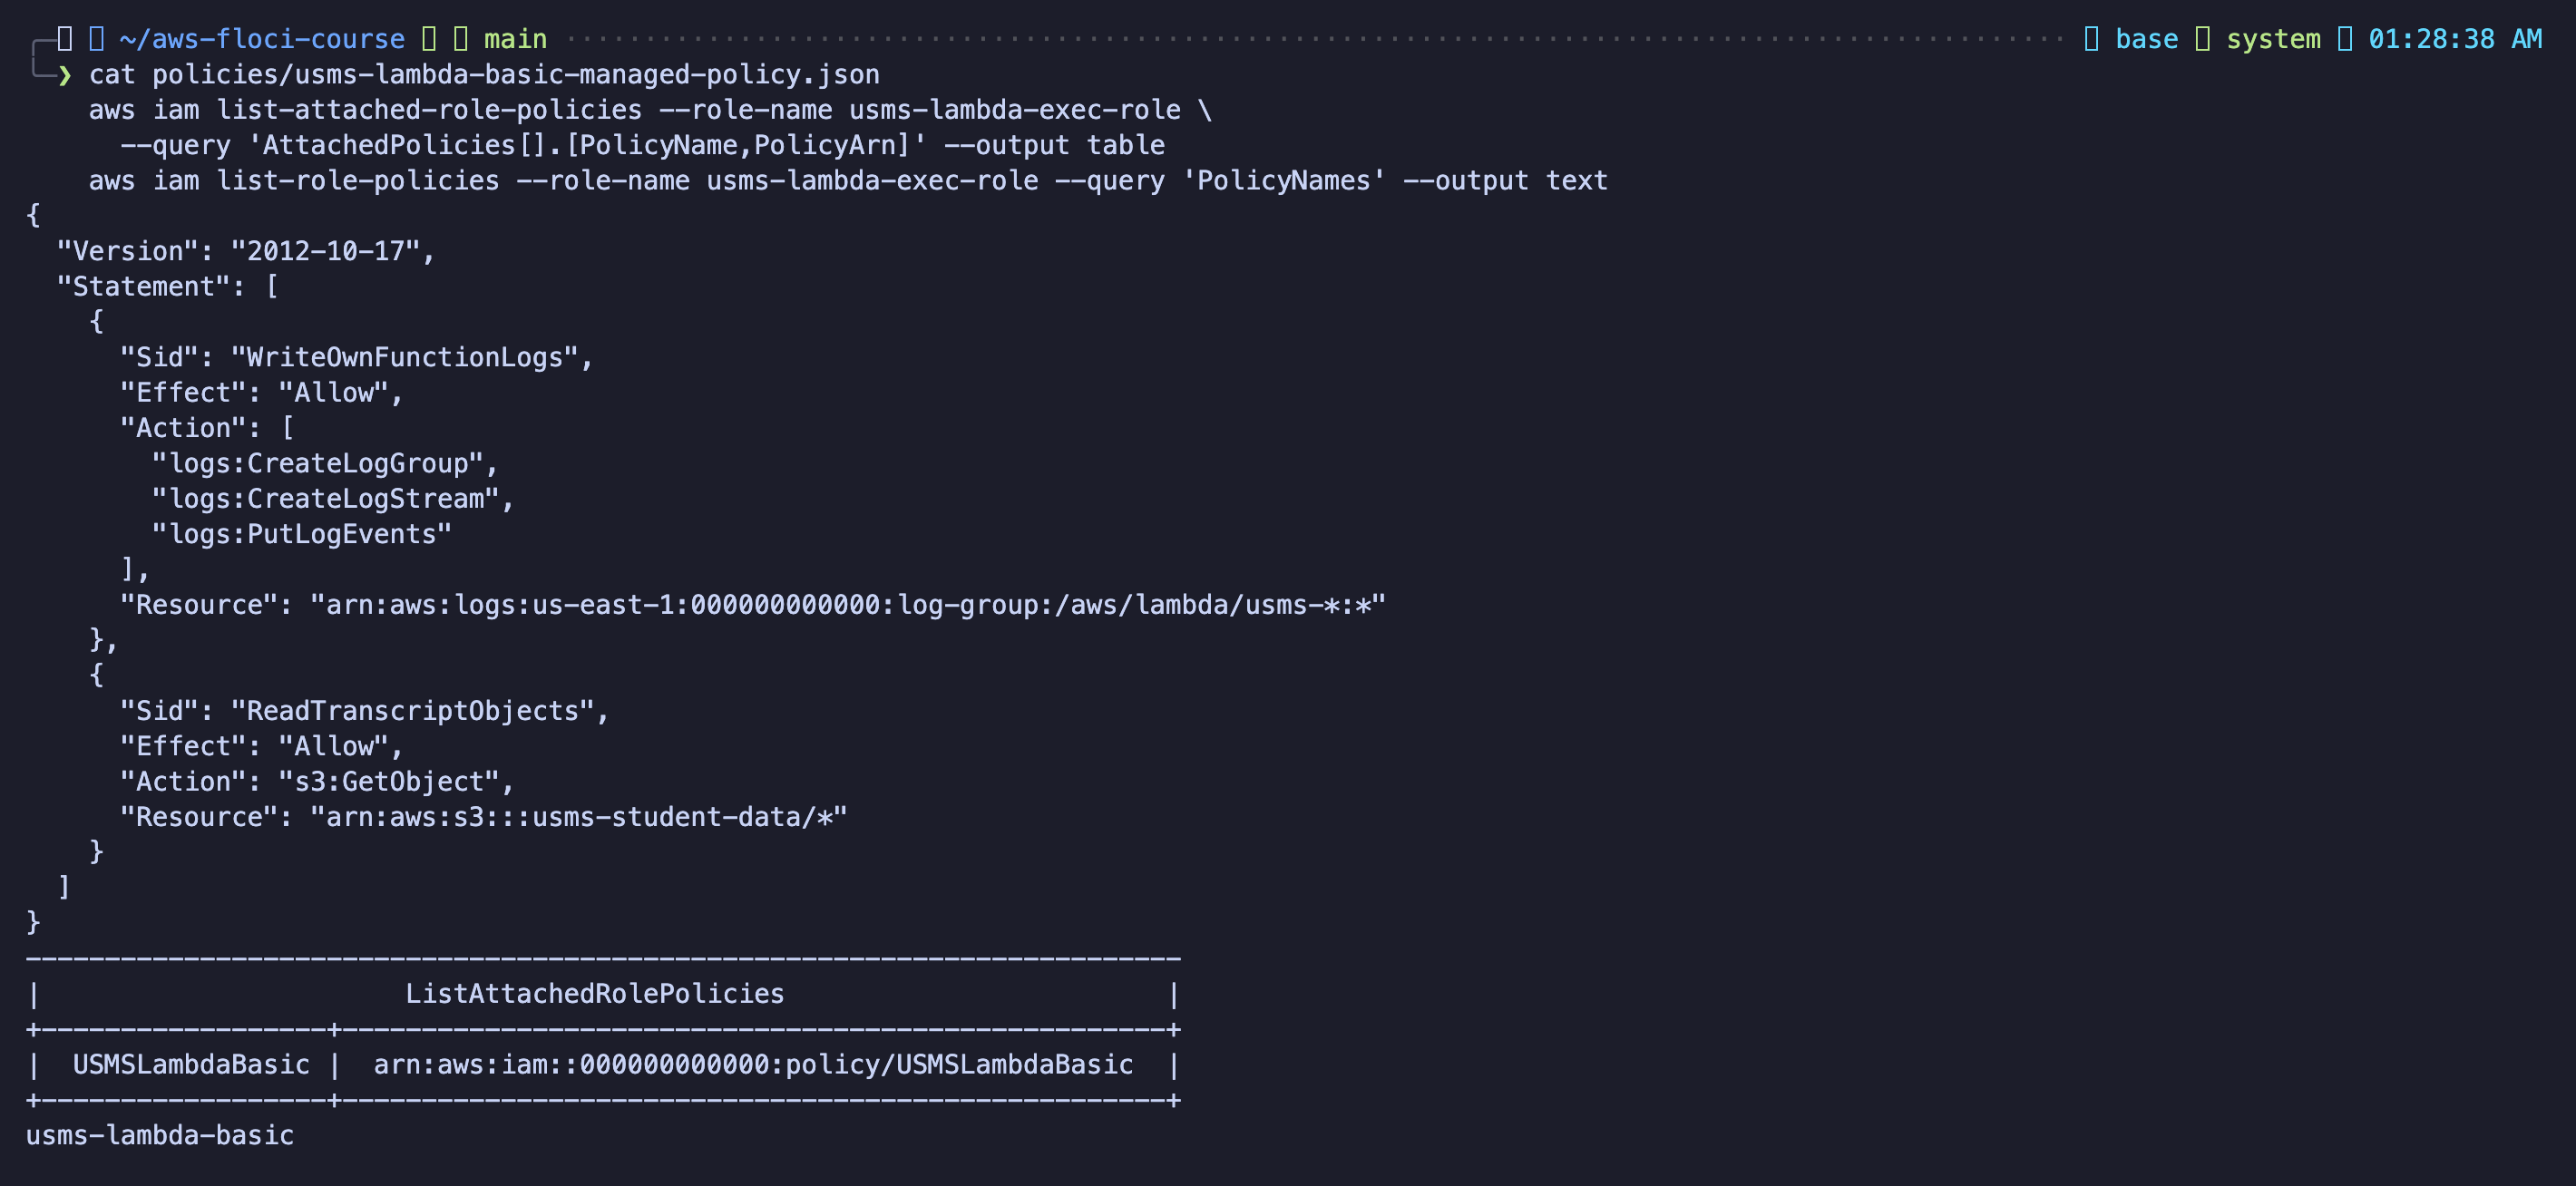 ~/aws-floci-course main base system 01:28:38 AM
❯ cat policies/usms-lambda-basic-managed-policy.json
aws iam list-attached-role-policies --role-name usms-lambda-exec-role \
--query 'AttachedPolicies[].[PolicyName,PolicyArn]' --output table
aws iam list-role-policies --role-name usms-lambda-exec-role --query 'PolicyNames' --output text
{
"Version": "2012-10-17",
"Statement": [
{
"Sid": "WriteOwnFunctionLogs",
"Effect": "Allow",
"Action": [
"logs:CreateLogGroup",
"logs:CreateLogStream",
"logs:PutLogEvents"
],
"Resource": "arn:aws:logs:us-east-1:000000000000:log-group:/aws/lambda/usms-*:*"
},
{
"Sid": "ReadTranscriptObjects",
"Effect": "Allow",
"Action": "s3:GetObject",
"Resource": "arn:aws:s3:::usms-student-data/*"
}
]
}
-------------------------------------------------------------------------
| ListAttachedRolePolicies |
+------------------+----------------------------------------------------+
| USMSLambdaBasic | arn:aws:iam::000000000000:policy/USMSLambdaBasic |
+------------------+----------------------------------------------------+
usms-lambda-basic